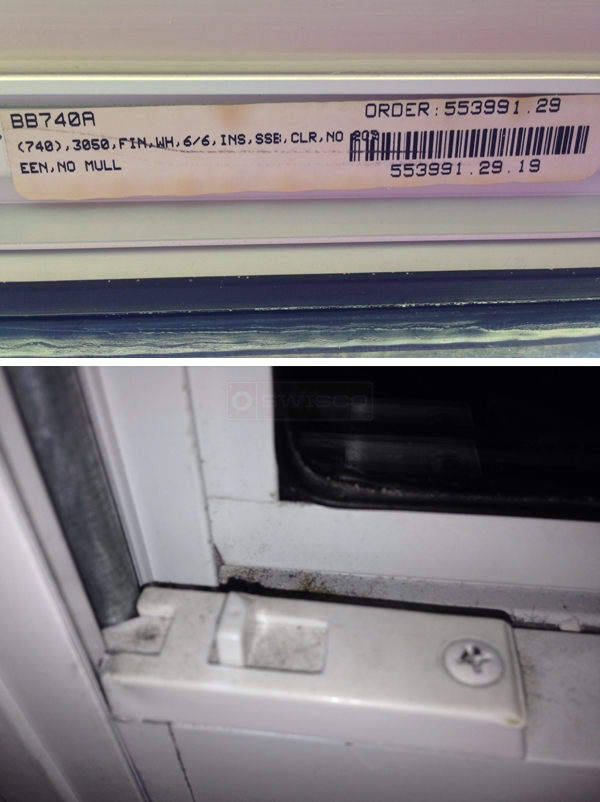 BB740A
ORDER:553991.29
(740),3050,FIN,WH,6/6,INS,SSB,CLR,NO
EEN,NO MULL
553991.29.19
SWISCO